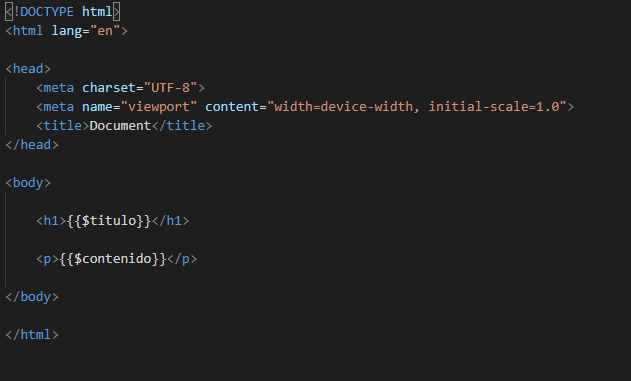 <!DOCTYPE html>
<html lang="en">
<head>
<meta charset="UTF-8">
<meta name="viewport" content="width=device-width, initial-scale=1.0">
<title>Document</title>
</head>
<body>
<h1>{{$titulo}}</h1>
<p>{{$contenido}}</p>
</body>
</html>